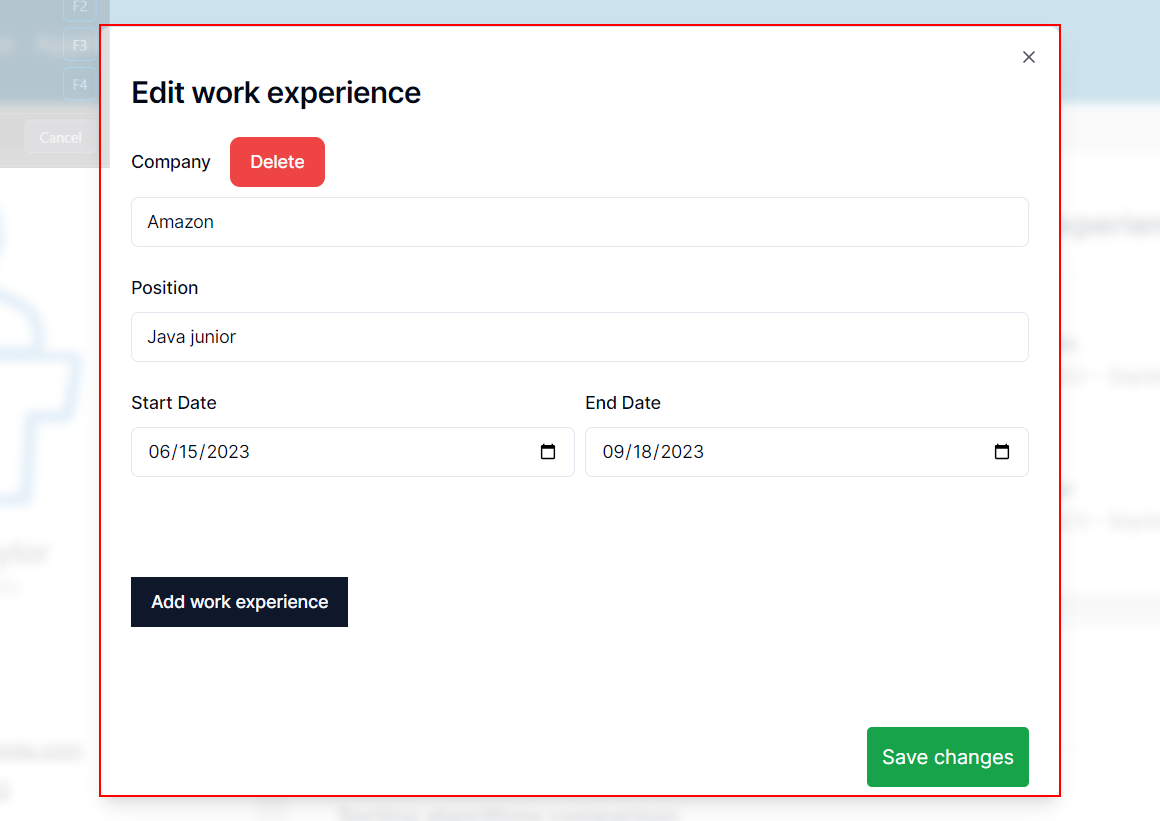 F2
F3
F4
Cancel
Edit work experience
Company Delete
Amazon
Position
Java junior
Start Date End Date
06/15/2023 09/18/2023
Add work experience
Save changes